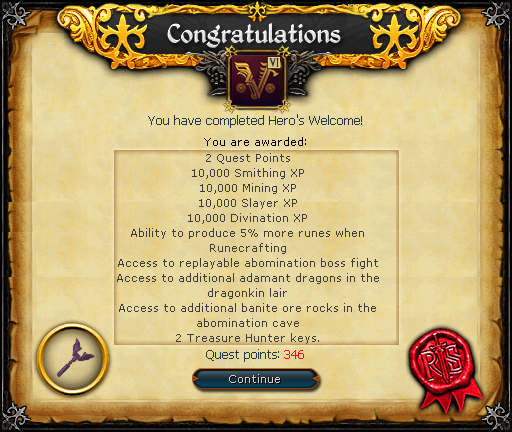 Congratulations
VI
You have completed Hero's Welcome!
You are awarded:
2 Quest Points
10,000 Smithing XP
10,000 Mining XP
10,000 Slayer XP
10,000 Divination XP
Ability to produce 5% more runes when
Runecrafting
Access to replayable abomination boss fight
Access to additional adamant dragons in the
dragonkin lair
Access to additional banite ore rocks in the
abomination cave
2 Treasure Hunter keys.
Quest points: 346
Continue
RS